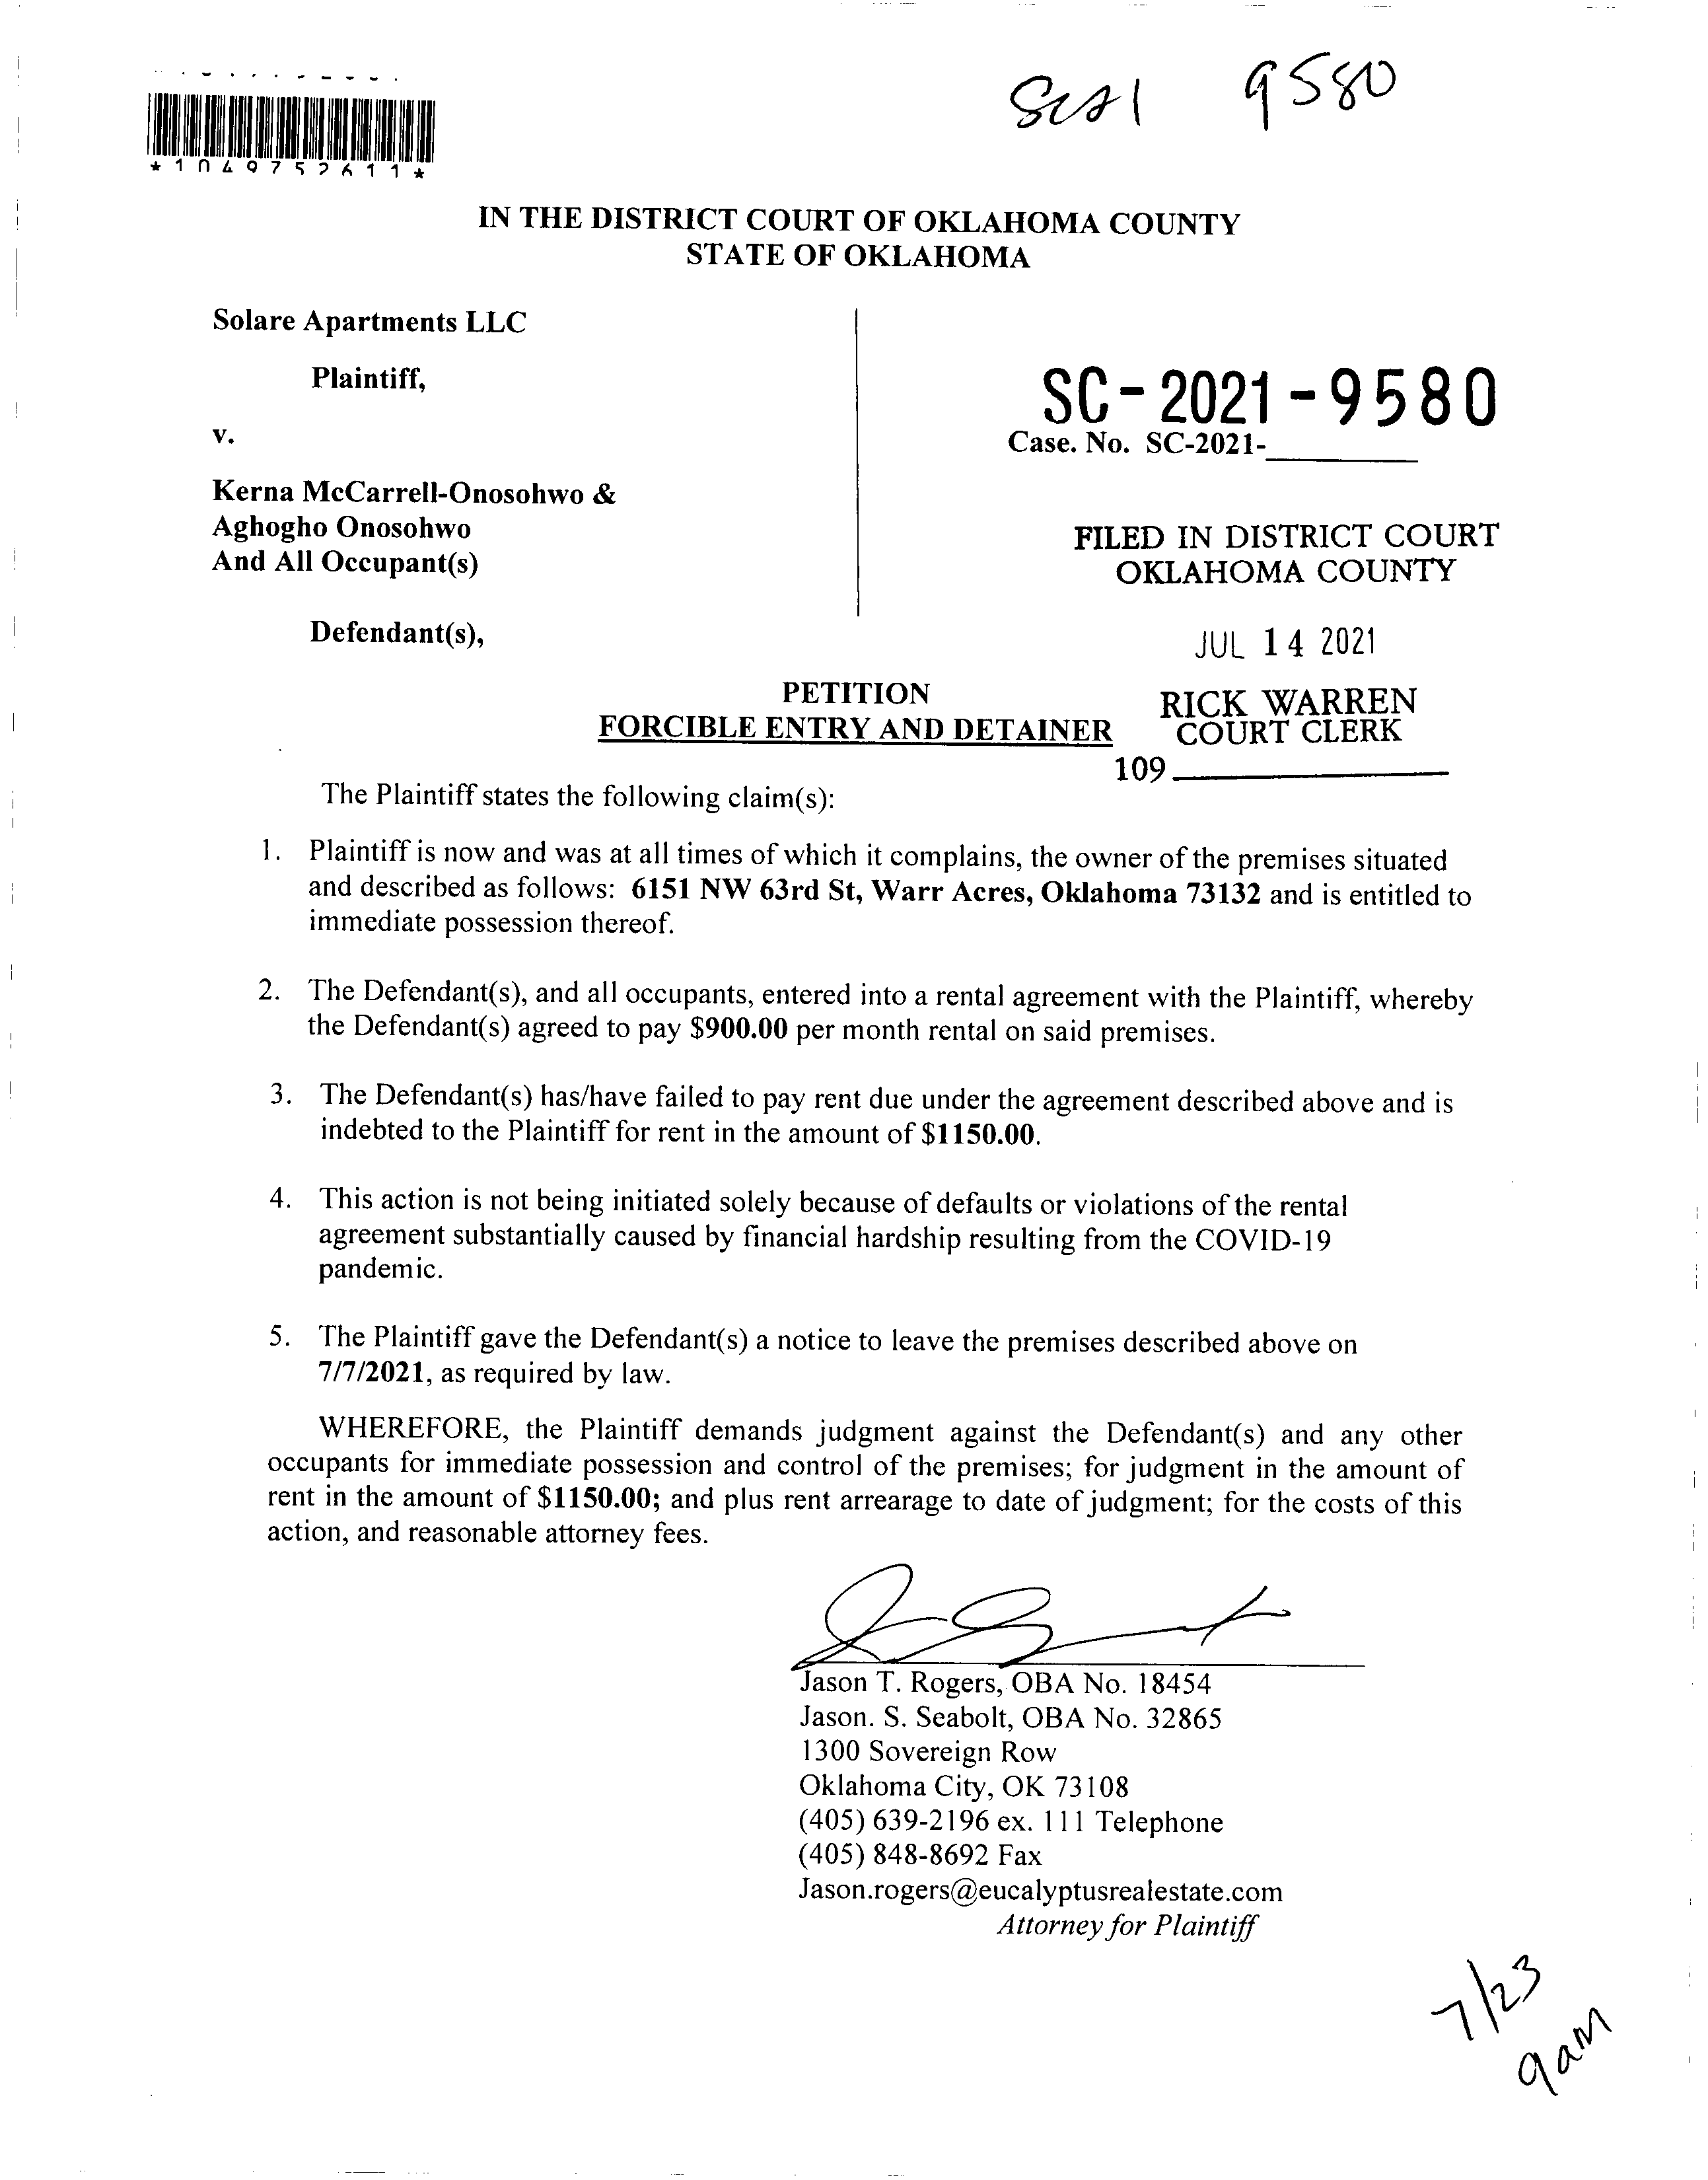 9580
*1049752611*
IN THE DISTRICT COURT OF OKLAHOMA COUNTY
STATE OF OKLAHOMA
Solare Apartments LLC
Plaintiff,
v.
Kerna McCarrell-Onosohwo &
Aghogho Onosohwo
And All Occupant(s)
Defendant(s),
SC-2021-9580
Case. No. SC-2021-
FILED IN DISTRICT COURT
OKLAHOMA COUNTY
JUL 14 2021
RICK WARREN
COURT CLERK
109
PETITION
FORCIBLE ENTRY AND DETAINER
The Plaintiff states the following claim(s):
1. Plaintiff is now and was at all times of which it complains, the owner of the premises situated
and described as follows: 6151 NW 63rd St, Warr Acres, Oklahoma 73132 and is entitled to
immediate possession thereof.
2. The Defendant(s), and all occupants, entered into a rental agreement with the Plaintiff, whereby
the Defendant(s) agreed to pay $900.00 per month rental on said premises.
3. The Defendant(s) has/have failed to pay rent due under the agreement described above and is
indebted to the Plaintiff for rent in the amount of $1150.00.
4. This action is not being initiated solely because of defaults or violations of the rental
agreement substantially caused by financial hardship resulting from the COVID-19
pandemic.
5. The Plaintiff gave the Defendant(s) a notice to leave the premises described above on
7/7/2021, as required by law.
WHEREFORE, the Plaintiff demands judgment against the Defendant(s) and any other
occupants for immediate possession and control of the premises; for judgment in the amount of
rent in the amount of $1150.00; and plus rent arrearage to date of judgment; for the costs of this
action, and reasonable attorney fees.
Jason T. Rogers, OBA No. 18454
Jason. S. Seabolt, OBA No. 32865
1300 Sovereign Row
Oklahoma City, OK 73108
(405) 639-2196 ex. 111 Telephone
(405) 848-8692 Fax
Jason.rogers@eucalyptusrealestate.com
Attorney for Plaintiff
7/23
9am